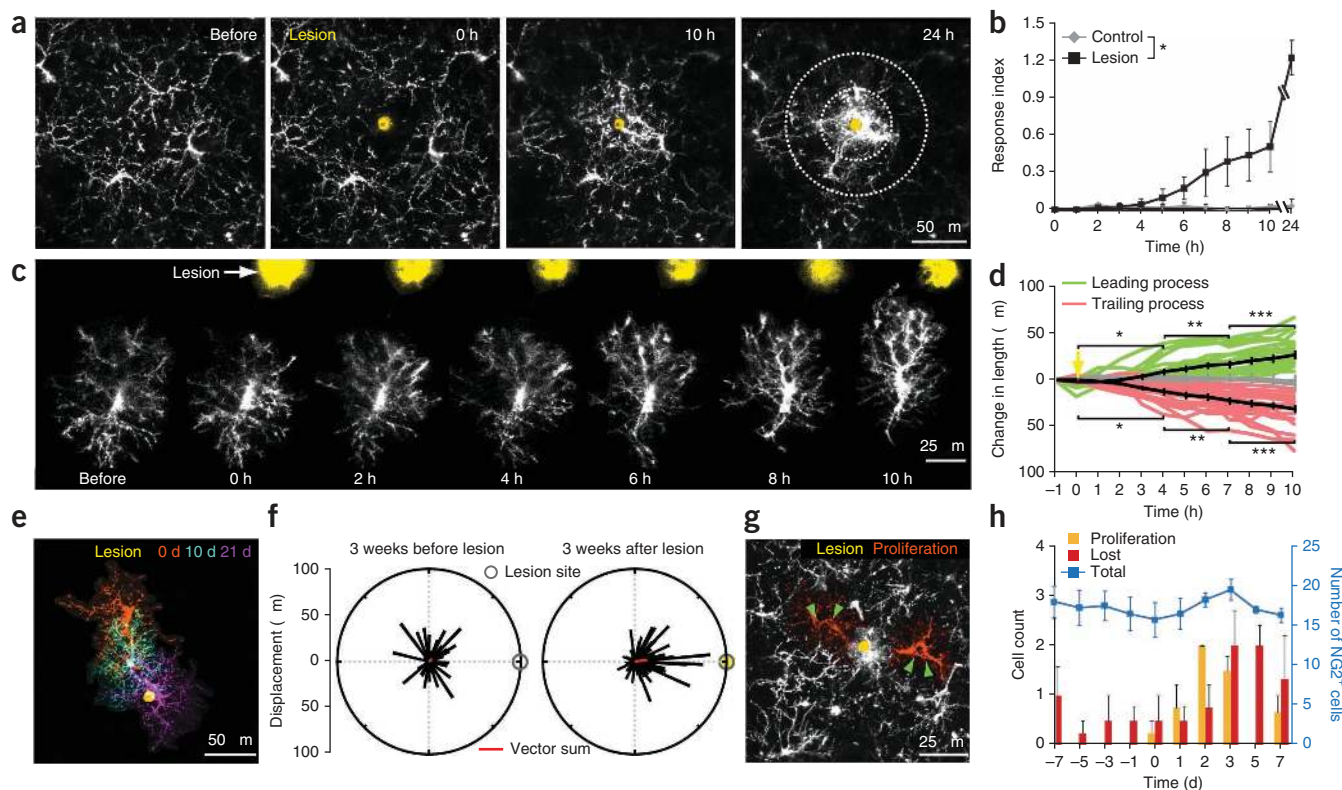 a
Before
Lesion
0 h
10 h
24 h
50 m
b
1.5
1.2
0.9
0.6
0.3
0
Response index
Control
Lesion
*
0 2 4 6 8 10 24
Time (h)
c
Lesion
Before
0 h
2 h
4 h
6 h
8 h
10 h
25 m
d
100
50
0
50
100
Change in length ( m)
Leading process
Trailing process
* ** ***
* ** ***
–1 0 1 2 3 4 5 6 7 8 9 10
Time (h)
e
Lesion 0 d 10 d 21 d
50 m
f
3 weeks before lesion
3 weeks after lesion
Lesion site
100
50
0
50
100
Displacement ( m)
Vector sum
g
Lesion Proliferation
25 m
h
Proliferation
Lost
Total
4
3
2
1
0
Cell count
25
20
15
10
5
0
Number of NG2+ cells
–7 –5 –3 –1 0 1 2 3 5 7
Time (d)